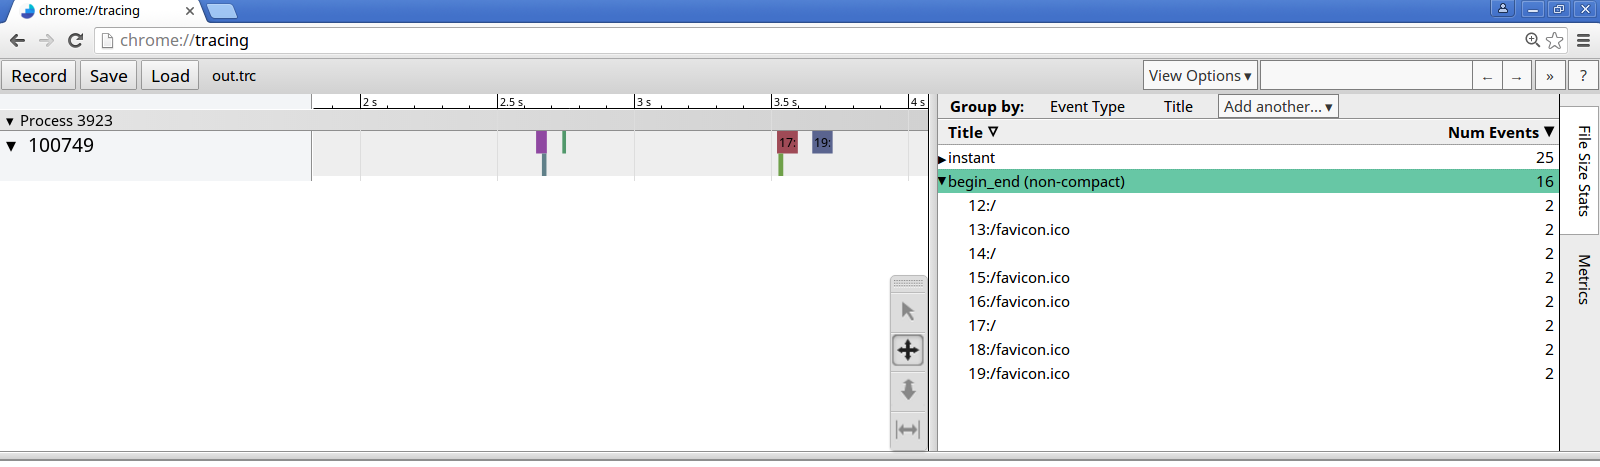 chrome://tracing
chrome://tracing
Record Save Load out.trc View Options ▾ ← → » ?
2 s 2.5 s 3 s 3.5 s 4 s
Process 3923
100749
17: 19:
Group by: Event Type Title Add another... ▾
Title ▽ Num Events ▼
instant 25
begin_end (non-compact) 16
12:/ 2
13:/favicon.ico 2
14:/ 2
15:/favicon.ico 2
16:/favicon.ico 2
17:/ 2
18:/favicon.ico 2
19:/favicon.ico 2
File Size Stats
Metrics